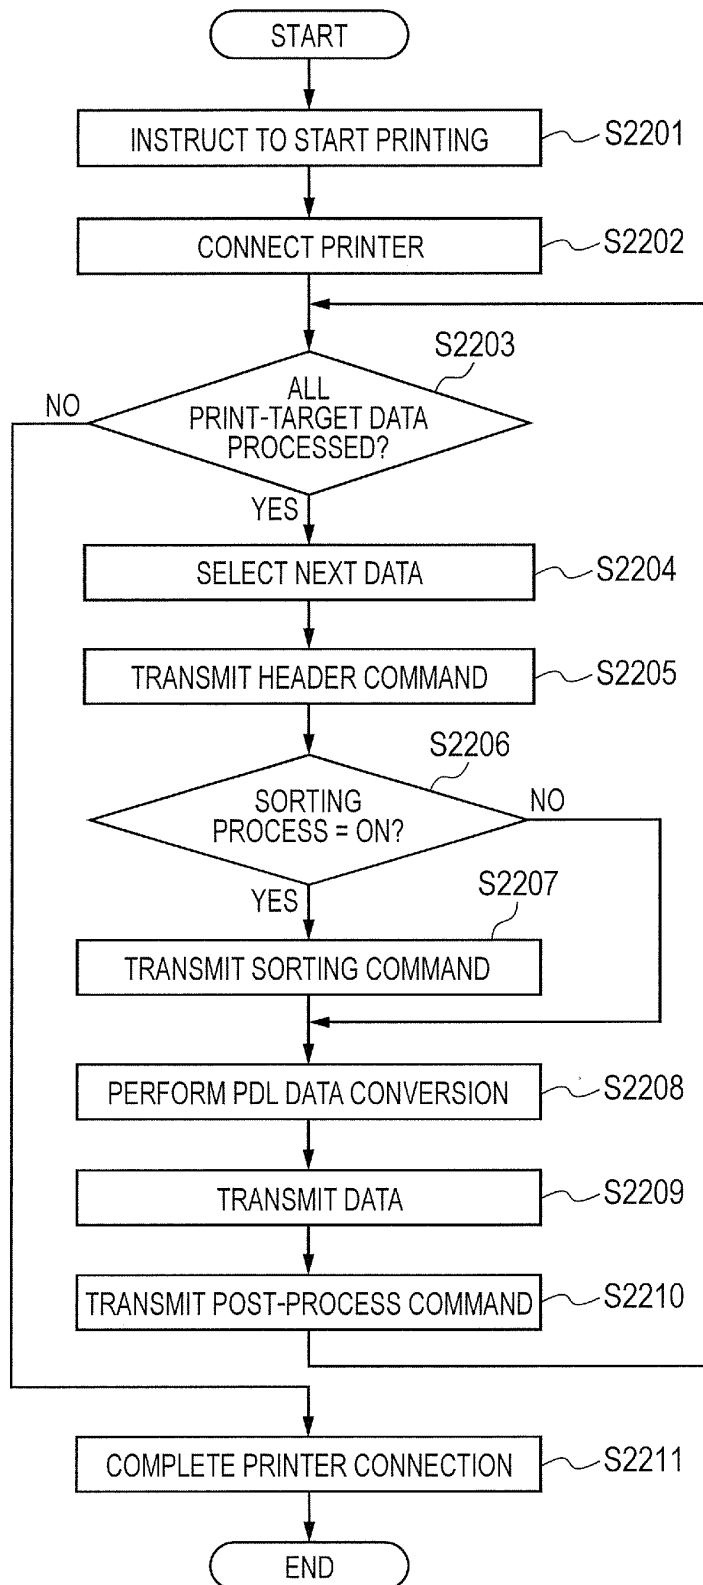 START
INSTRUCT TO START PRINTING
S2201
CONNECT PRINTER
S2202
S2203
ALL
PRINT-TARGET DATA
PROCESSED?
NO
YES
SELECT NEXT DATA
S2204
TRANSMIT HEADER COMMAND
S2205
S2206
SORTING
PROCESS = ON?
NO
YES
S2207
TRANSMIT SORTING COMMAND
PERFORM PDL DATA CONVERSION
S2208
TRANSMIT DATA
S2209
TRANSMIT POST-PROCESS COMMAND
S2210
COMPLETE PRINTER CONNECTION
S2211
END